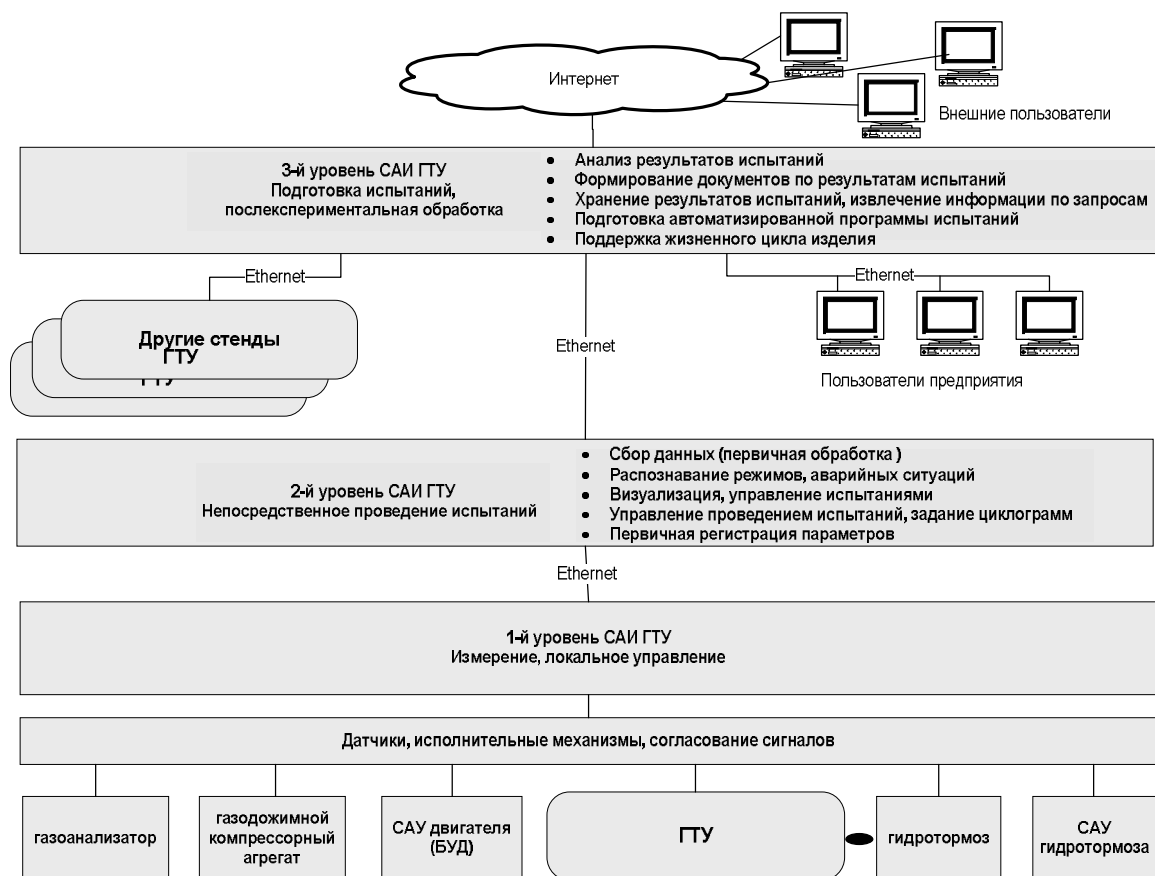 Интернет
Внешние пользователи
3-й уровень САИ ГТУ
Подготовка испытаний,
послекспериментальная обработка
• Анализ результатов испытаний
• Формирование документов по результатам испытаний
• Хранение результатов испытаний, извлечение информации по запросам
• Подготовка автоматизированной программы испытаний
• Поддержка жизненного цикла изделия
Ethernet
Ethernet
Другие стенды
ГТУ
ГТУ
Ethernet
Пользователи предприятия
2-й уровень САИ ГТУ
Непосредственное проведение испытаний
• Сбор данных (первичная обработка )
• Распознавание режимов, аварийных ситуаций
• Визуализация, управление испытаниями
• Управление проведением испытаний, задание циклограмм
• Первичная регистрация параметров
Ethernet
1-й уровень САИ ГТУ
Измерение, локальное управление
Датчики, исполнительные механизмы, согласование сигналов
газоанализатор
газодожимной
компрессорный
агрегат
САУ двигателя
(БУД)
ГТУ
гидротормоз
САУ
гидротормоза